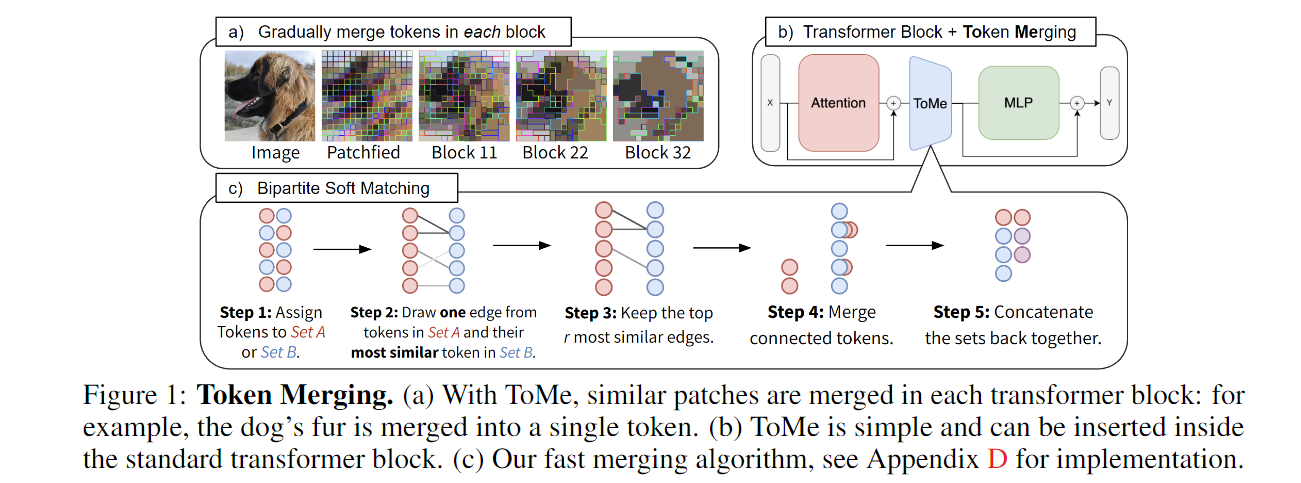 a) Gradually merge tokens in each block
Image
Patchfied
Block 11
Block 22
Block 32
b) Transformer Block + Token Merging
X
Attention
+
ToMe
MLP
+
Y
c) Bipartite Soft Matching
Step 1: Assign
Tokens to Set A
or Set B.
Step 2: Draw one edge from
tokens in Set A and their
most similar token in Set B.
Step 3: Keep the top
r most similar edges.
Step 4: Merge
connected tokens.
Step 5: Concatenate
the sets back together.
Figure 1: Token Merging. (a) With ToMe, similar patches are merged in each transformer block: for
example, the dog's fur is merged into a single token. (b) ToMe is simple and can be inserted inside
the standard transformer block. (c) Our fast merging algorithm, see Appendix D for implementation.